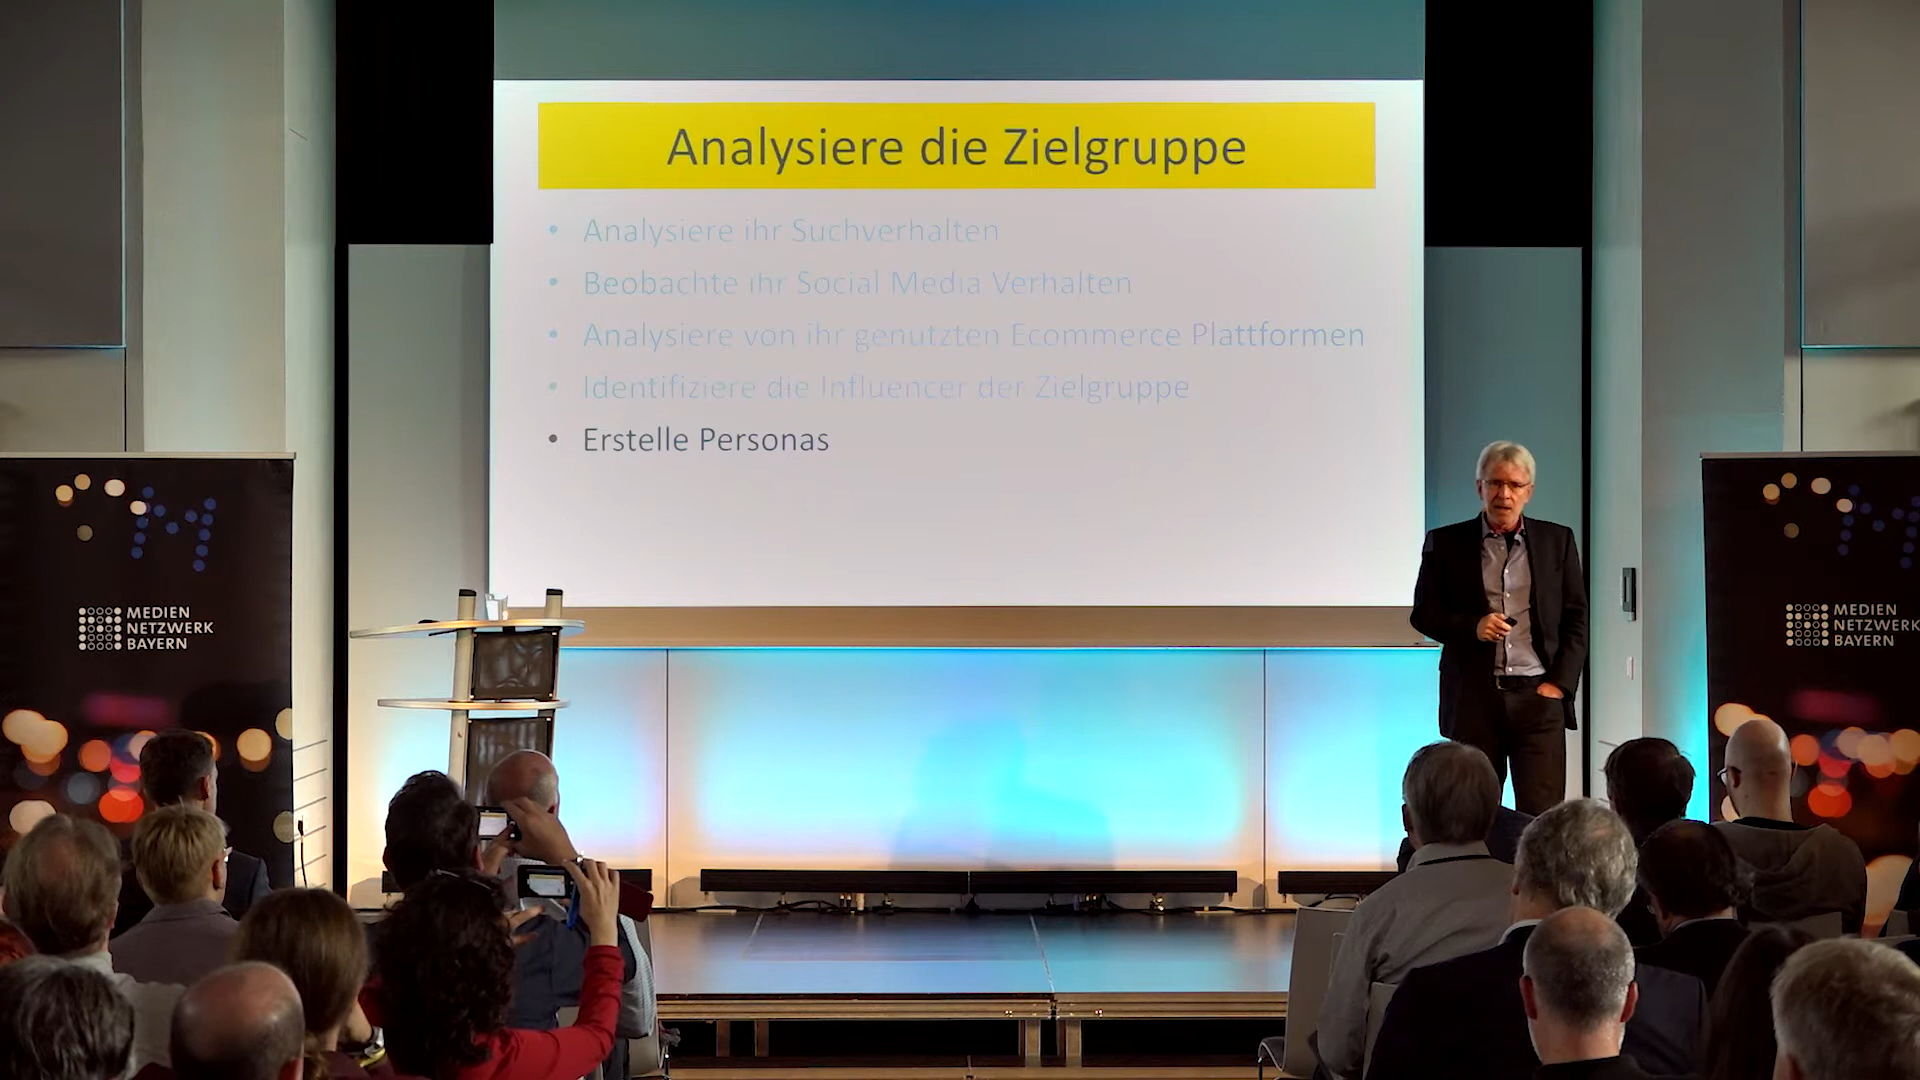 Analysiere die Zielgruppe
• Analysiere ihr Suchverhalten
• Beobachte ihr Social Media Verhalten
• Analysiere von ihr genutzten Ecommerce Plattformen
• Identifiziere die Influencer der Zielgruppe
• Erstelle Personas
M
MEDIEN
NETZWERK
BAYERN
M
MEDIEN
NETZWERK
BAYERN